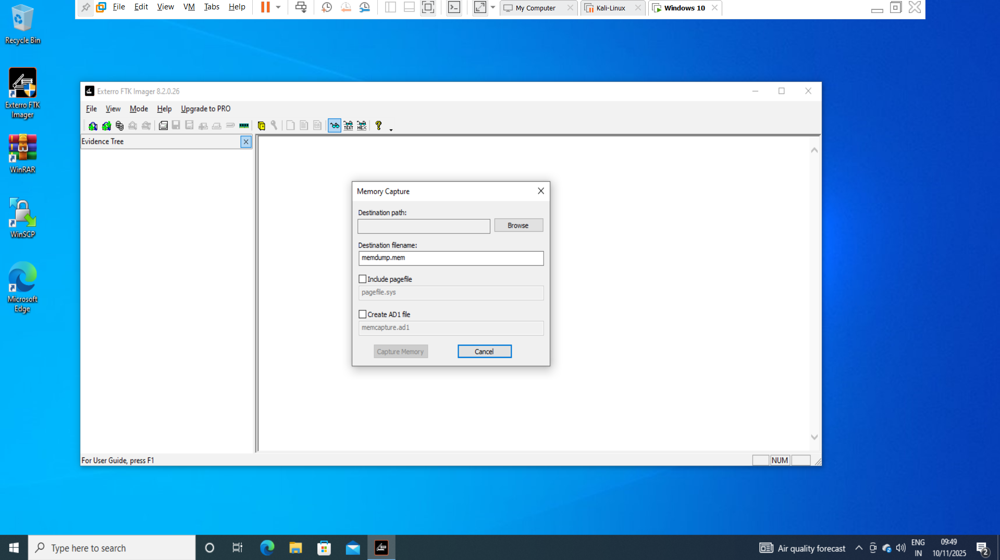 File Edit View VM Tabs Help
My Computer
Kali-Linux
Windows 10
Recycle Bin
Exterro FTK
Imager
WinRAR
WinSCP
Microsoft
Edge
Exterro FTK Imager 8.2.0.26
File View Mode Help Upgrade to PRO
TEXT HEX
Evidence Tree
Memory Capture
Destination path:
Browse
Destination filename:
memdump.mem
Include pagefile
pagefile.sys
Create AD1 file
memcapture.ad1
Capture Memory
Cancel
For User Guide, press F1
NUM
Type here to search
Air quality forecast
ENG
IN
09:49
10/11/2025
2